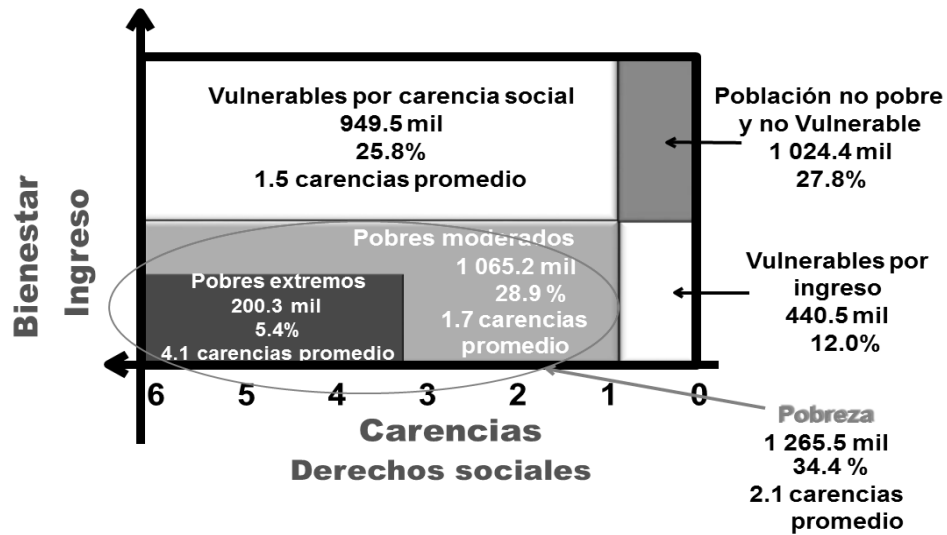 Vulnerables por carencia social
949.5 mil
25.8%
1.5 carencias promedio
Población no pobre
y no Vulnerable
1 024.4 mil
27.8%
Bienestar
Ingreso
Pobres moderados
1 065.2 mil
28.9 %
1.7 carencias
promedio
Pobres extremos
200.3 mil
5.4%
4.1 carencias promedio
Vulnerables por
ingreso
440.5 mil
12.0%
6 5 4 3 2 1 0
Carencias
Derechos sociales
Pobreza
1 265.5 mil
34.4 %
2.1 carencias
promedio